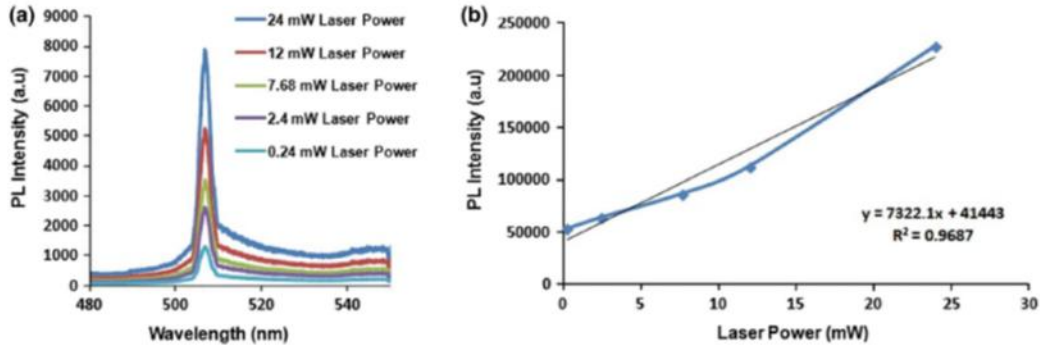 (a)
9000
8000
7000
6000
5000
4000
3000
2000
1000
0
PL Intensity (a.u)
24 mW Laser Power
12 mW Laser Power
7.68 mW Laser Power
2.4 mW Laser Power
0.24 mW Laser Power
480 500 520 540
Wavelength (nm)
(b)
250000
200000
150000
100000
50000
0
PL Intensity (a.u)
y = 7322.1x + 41443
R² = 0.9687
0 5 10 15 20 25 30
Laser Power (mW)